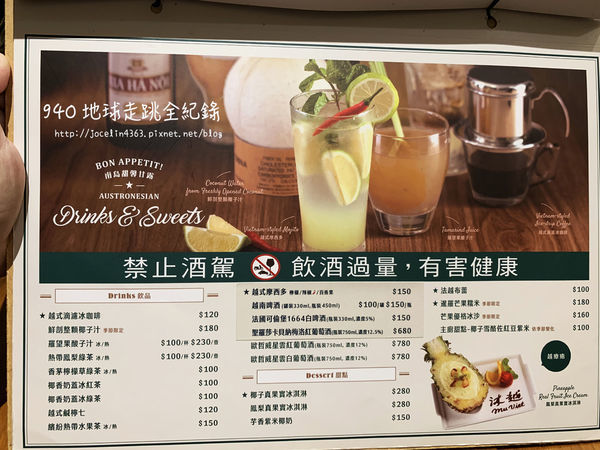 940 地球走跳全紀錄
http://jocelin4363.pixnet.net/blog
BON APPETIT!
南島甜馨甘露
AUSTRONESIAN
Drinks & Sweets
Coconut Water
from Freshly Opened Coconut
鮮剖整顆椰子汁
Vietnam-styled Mojito
越式摩西多
Tamarind Juice
羅望果酸子汁
Vietnam-styled
越式滴滤冰咖啡
禁止酒駕 飲酒過量，有害健康
Drinks 飲品
★ 越式滴滤冰咖啡 $120
鮮剖整顆椰子汁 季節限定 $180
羅望果酸子汁 冰/熱 $100/杯 $230/壺
熱帶鳳梨綠茶 冰/熱 $100/杯 $230/壺
香茅檸檬草綠茶 冰/熱 $100
椰香奶蓋冰紅茶 $100
椰香奶蓋冰綠茶 $100
越式鹹檸七 $120
繽紛熱帶水果茶 冰/熱 $150
★ 越式摩西多 檸檬/辣椒/百香果 $150
越南啤酒 (罐裝330ml,瓶裝450ml) $100/罐 $150/瓶
法國可倫堡1664白啤酒 (瓶裝330ml,濃度5%) $150
聖羅莎卡貝納梅洛紅葡萄酒 (瓶裝750ml,濃度12.5%) $680
歐哲威星雲紅葡萄酒 (瓶裝750ml, 濃度12%) $780
歐哲威星雲白葡萄酒 (瓶裝750ml, 濃度12%) $780
Dessert 甜點
★ 椰子真果實冰淇淋 $280
鳳梨真果實冰淇淋 $280
芋香紫米椰奶 $150
★ 法越布蕾 $100
★ 暹羅芒果糯米 季節限定 $180
芒果優格冰沙 季節限定 $160
主廚甜點-椰子雪酪佐紅豆紫米 依季節變化 $100
越療癒
沐越
mu Viet
Pineapple
Real Fruit Ice Cream
鳳梨真果實冰淇淋